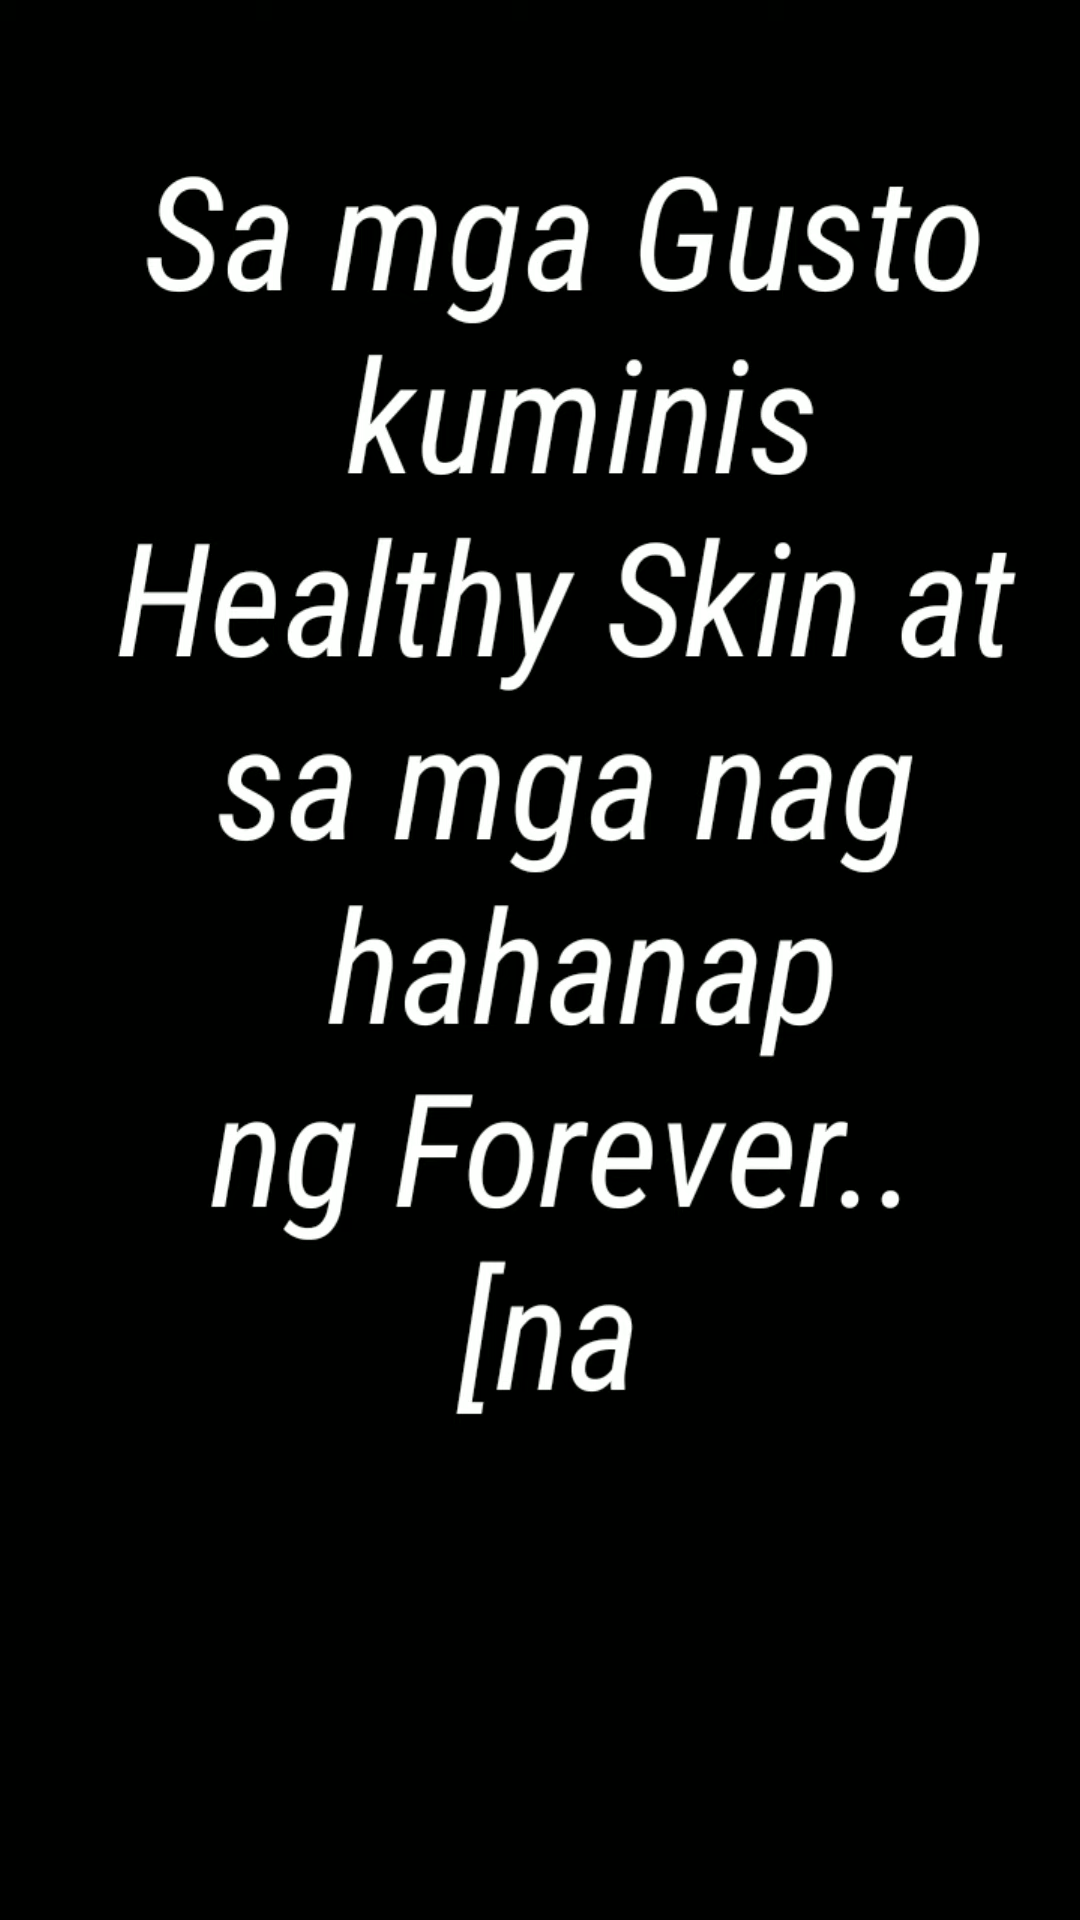 Sa mga Gusto
kuminis
Healthy Skin at
sa mga nag
hahanap
ng Forever..
[na